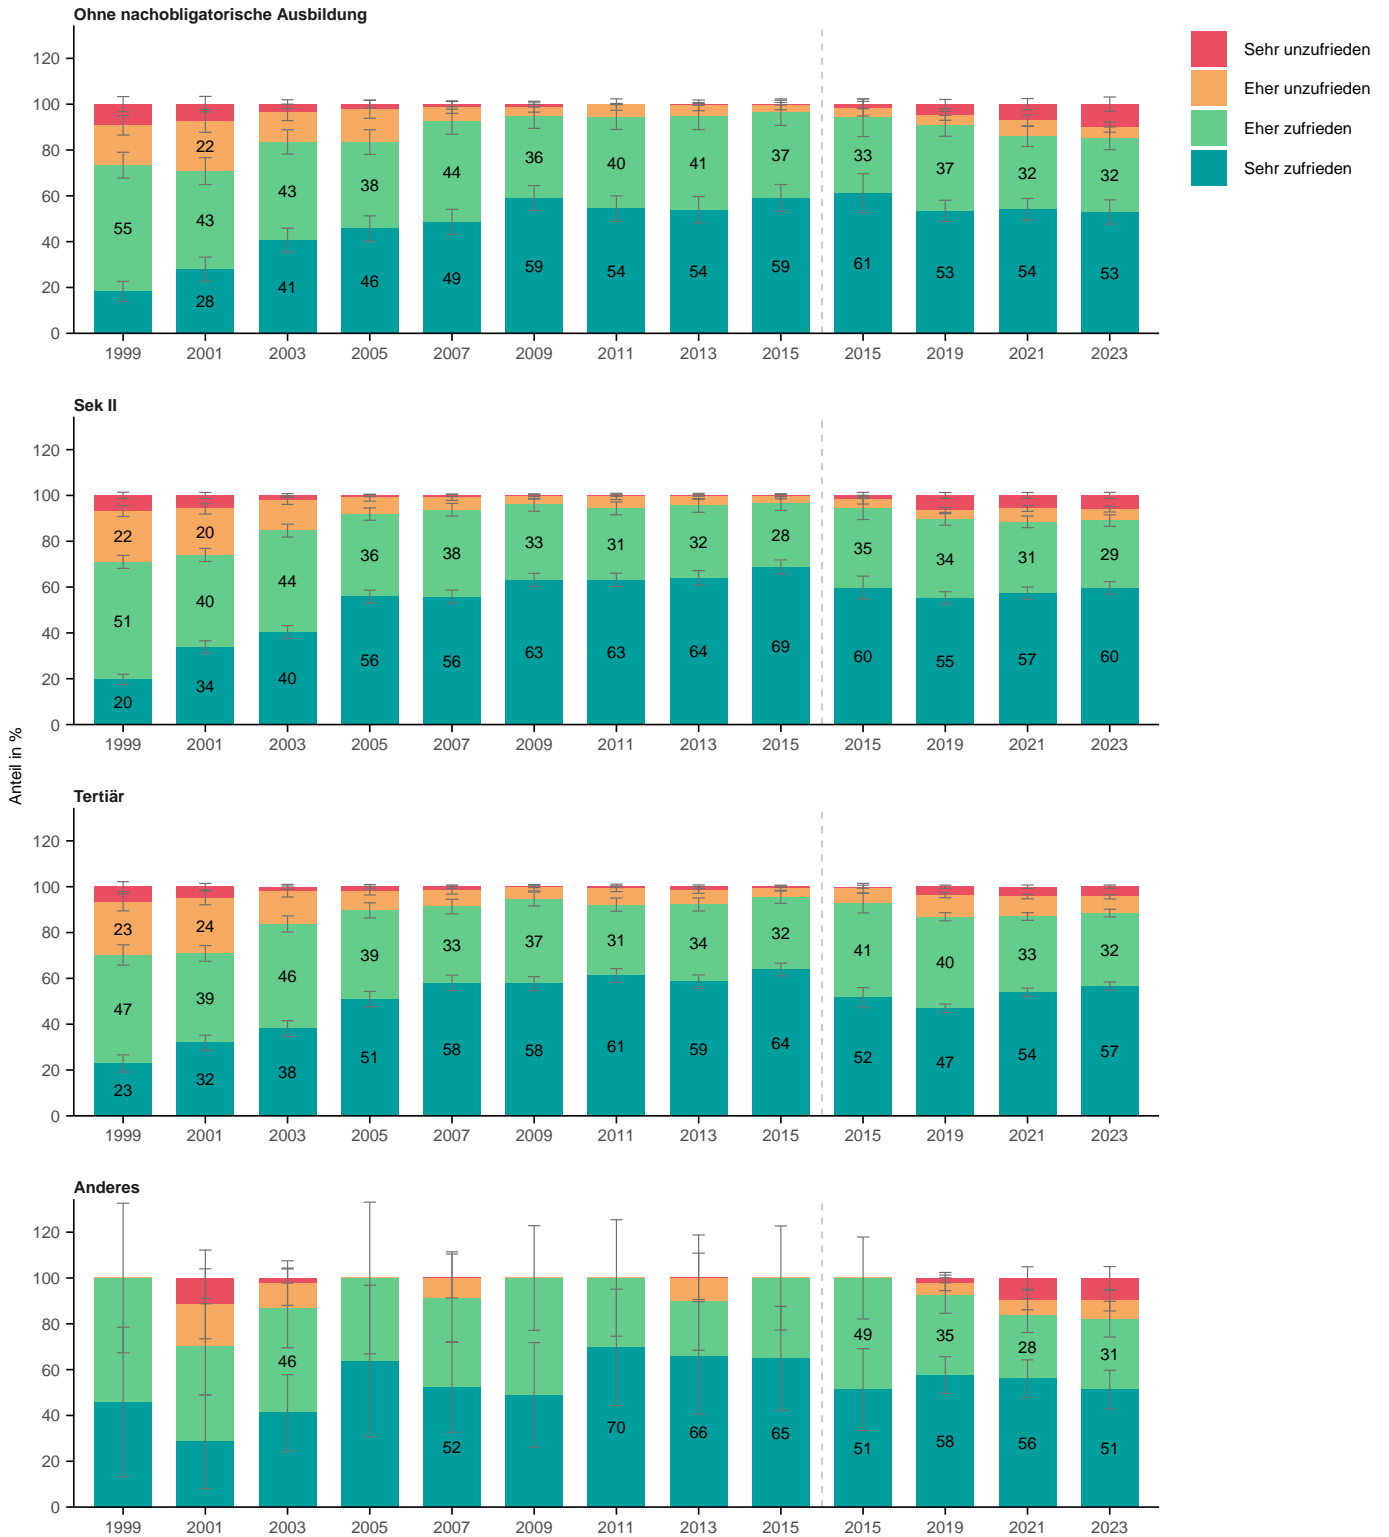 Ohne nachobligatorische Ausbildung
Sehr unzufrieden
Eher unzufrieden
Eher zufrieden
Sehr zufrieden
120
100
80
60
40
20
0
22
36 40 41 37 33 37 32 32
43 38 44
55 43
59 54 54 59 61 53 54 53
28 41 46 49
1999 2001 2003 2005 2007 2009 2011 2013 2015 2015 2019 2021 2023
Sek II
120
100
80
60
40
20
0
22 20
51 40 44 36 38 33 31 32 28 35 34 31 29
20 34 40 56 56 63 63 64 69 60 55 57 60
1999 2001 2003 2005 2007 2009 2011 2013 2015 2015 2019 2021 2023
Anteil in %
Tertiär
120
100
80
60
40
20
0
23 24
47 39 46 39 33 37 31 34 32 41 40 33 32
23 32 38 51 58 58 61 59 64 52 47 54 57
1999 2001 2003 2005 2007 2009 2011 2013 2015 2015 2019 2021 2023
Anderes
120
100
80
60
40
20
0
46 49 35 28 31
52 70 66 65 51 58 56 51
1999 2001 2003 2005 2007 2009 2011 2013 2015 2015 2019 2021 2023